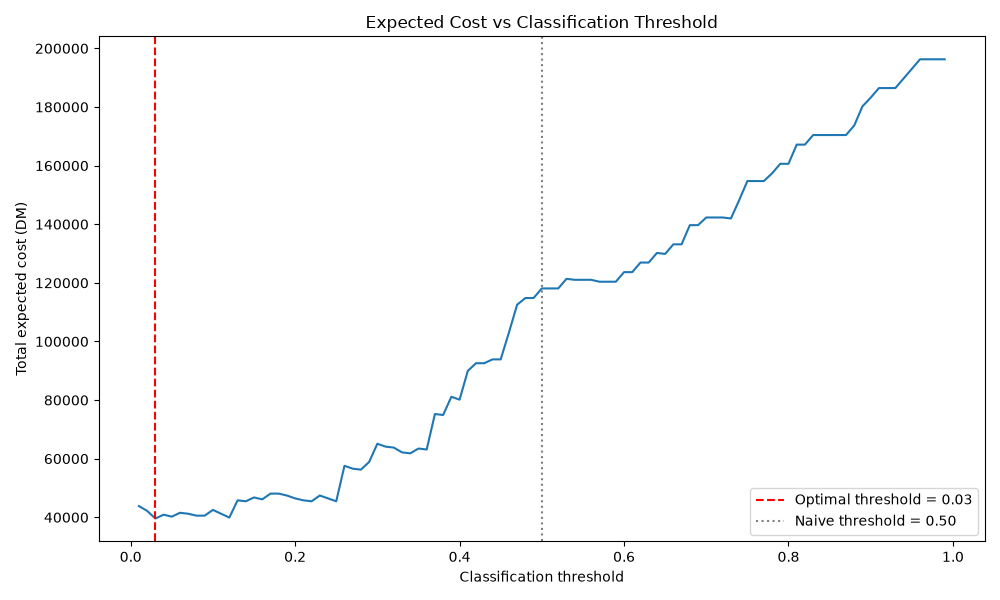 Expected Cost vs Classification Threshold
Total expected cost (DM)
200000
180000
160000
140000
120000
100000
80000
60000
40000
0.0 0.2 0.4 0.6 0.8 1.0
Classification threshold
Optimal threshold = 0.03
Naive threshold = 0.50